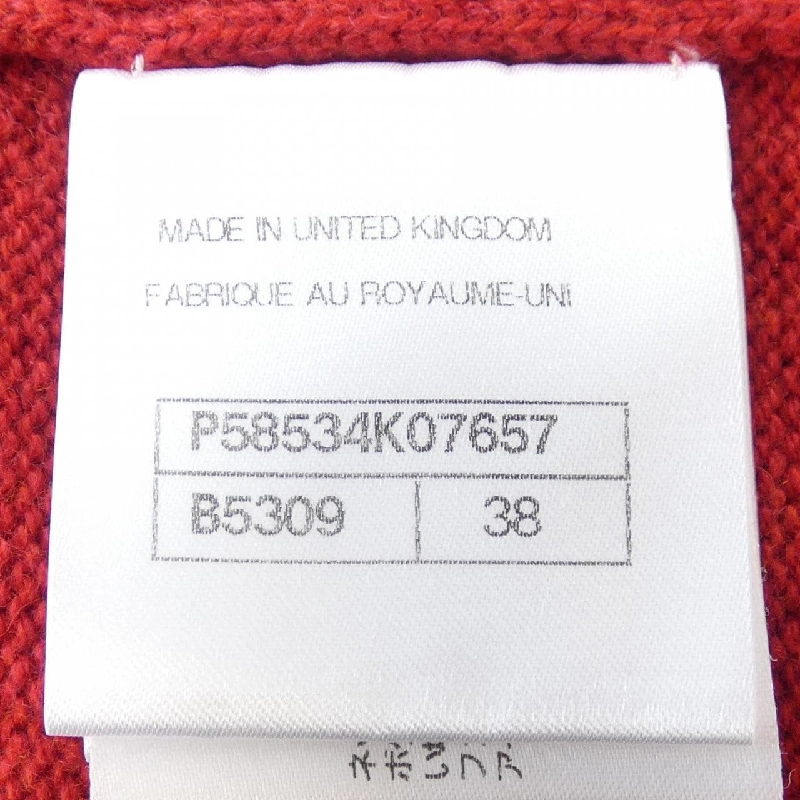 MADE IN UNITED KINGDOM
FABRIQUE AU ROYAUME-UNI
P58534K07657
B5309 38